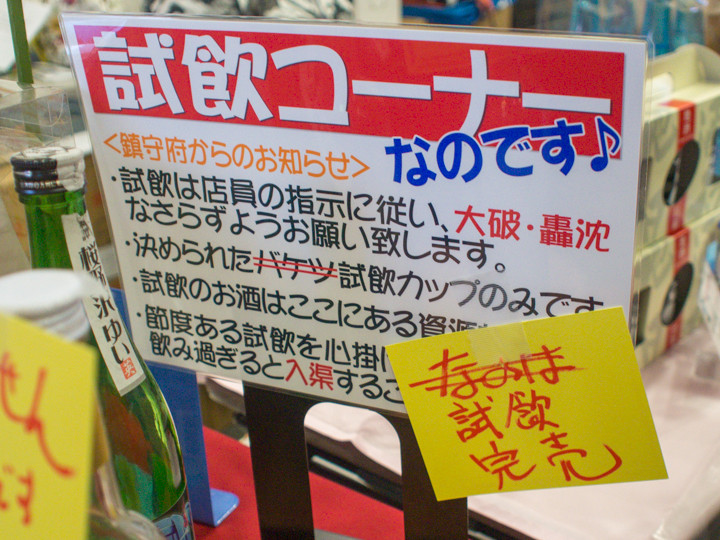 試飲コーナー
なのです♪
<鎮守府からのお知らせ>
・試飲は店員の指示に従い、大破・轟沈
なさらずようお願い致します。
・決められたバケツ試飲カップのみです
・試飲のお酒はここにある資源
・節度ある試飲を心掛け
飲み過ぎると入渠するこ
試飲
完売
せん